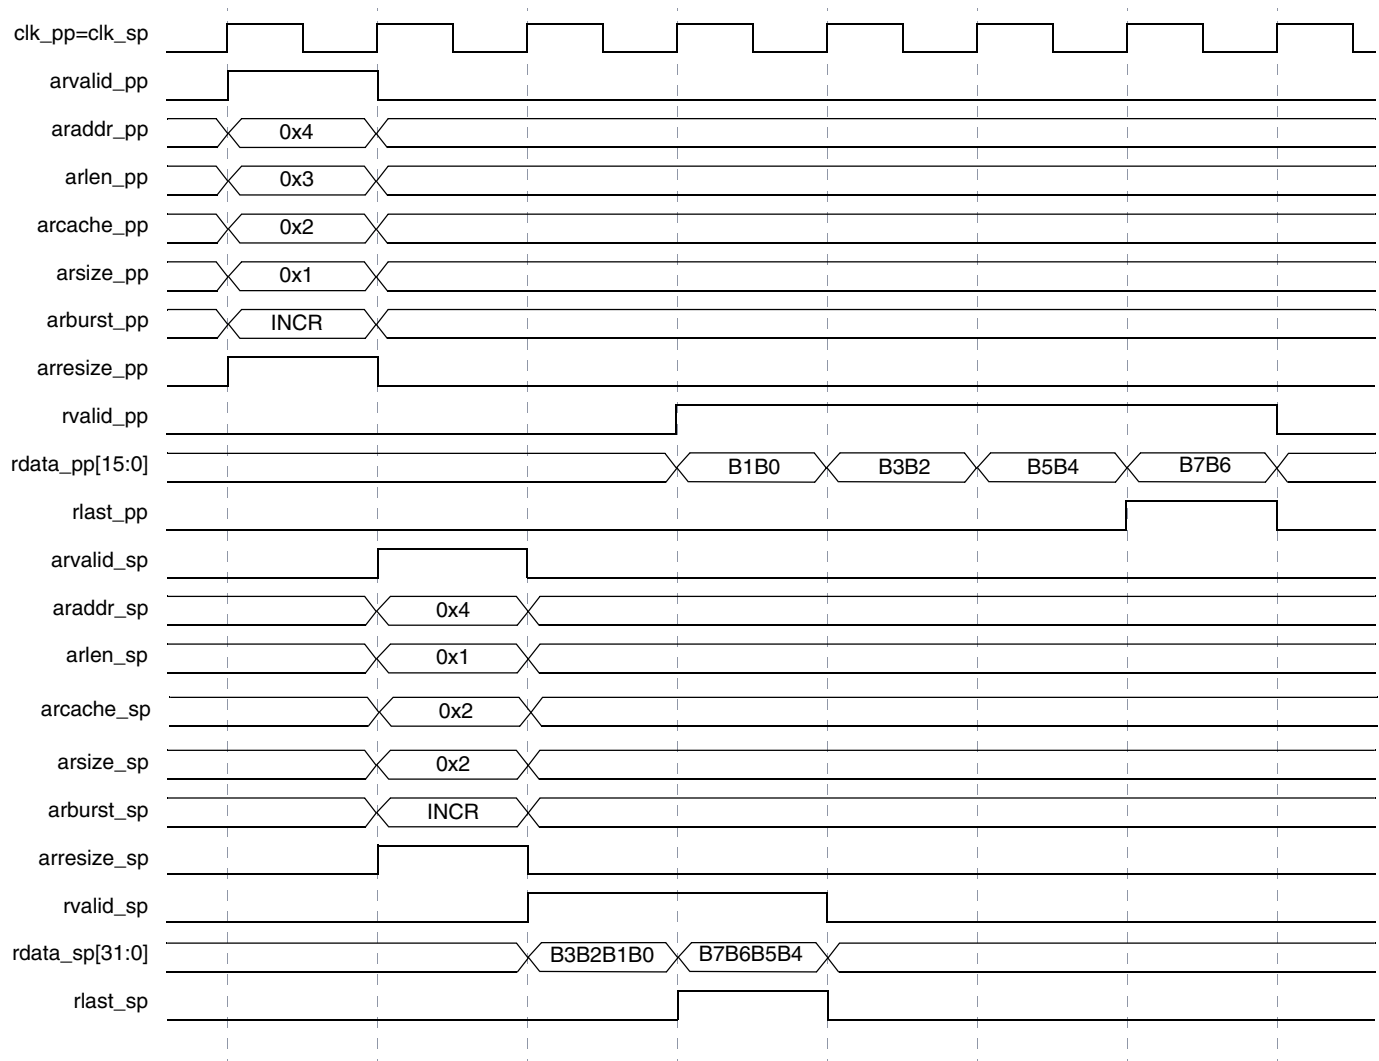 clk_pp=clk_sp
arvalid_pp
araddr_pp 0x4
arlen_pp 0x3
arcache_pp 0x2
arsize_pp 0x1
arburst_pp INCR
arresize_pp
rvalid_pp
rdata_pp[15:0] B1B0 B3B2 B5B4 B7B6
rlast_pp
arvalid_sp
araddr_sp 0x4
arlen_sp 0x1
arcache_sp 0x2
arsize_sp 0x2
arburst_sp INCR
arresize_sp
rvalid_sp
rdata_sp[31:0] B3B2B1B0 B7B6B5B4
rlast_sp